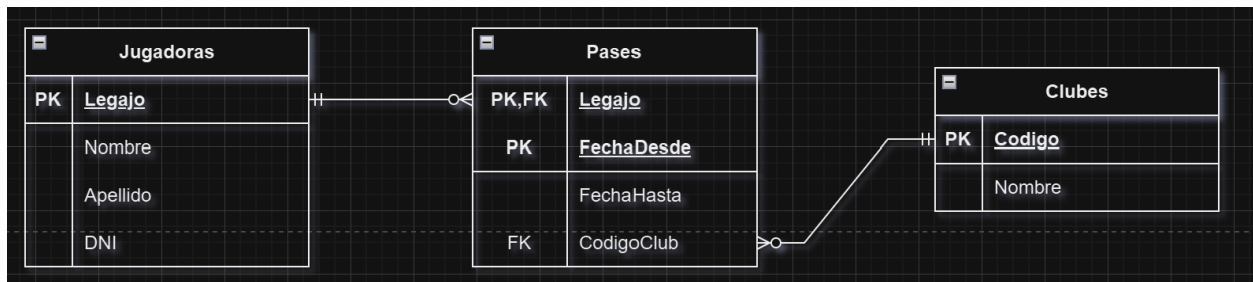 Jugadoras
PK Legajo
Nombre
Apellido
DNI
Pases
PK,FK Legajo
PK FechaDesde
FechaHasta
FK CodigoClub
Clubes
PK Codigo
Nombre